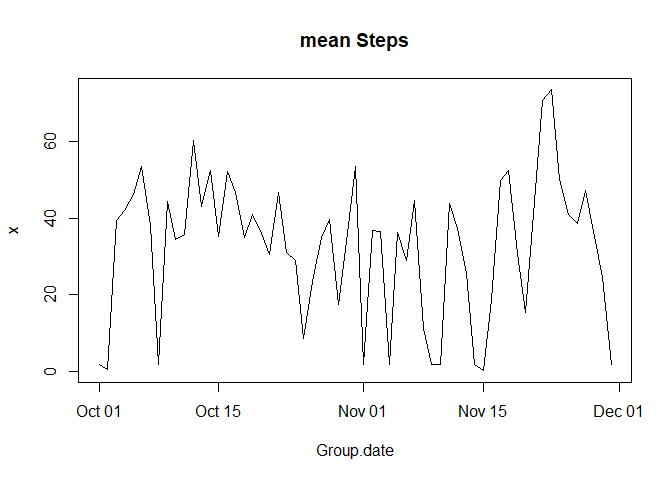 mean Steps
60
40
20
0
x
Oct 01
Oct 15
Nov 01
Nov 15
Dec 01
Group.date